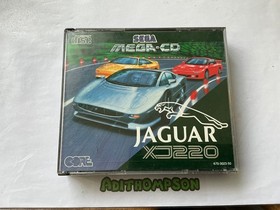 SEGA
MEGA-CD
JAGUAR
XJ220
CORE
ADITHOMPSON